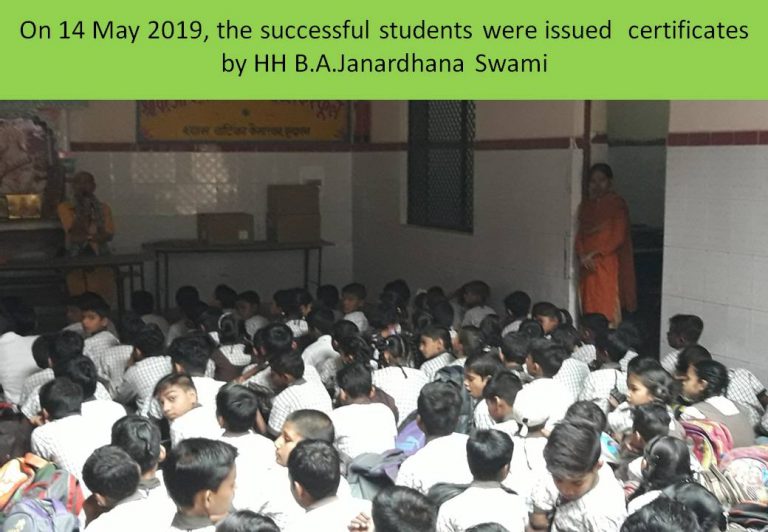 On 14 May 2019, the successful students were issued certificates
by HH B.A.Janardhana Swami
वाटिका